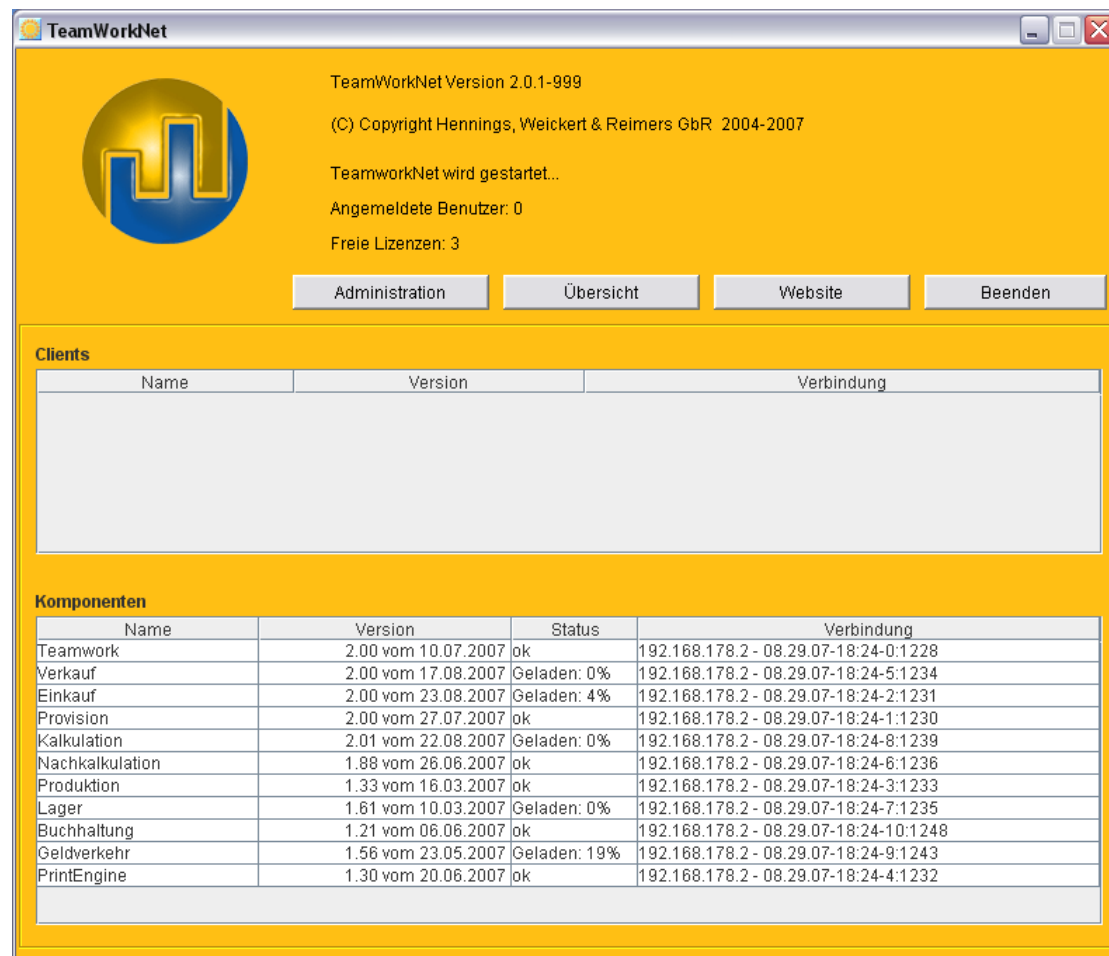 TeamWorkNet
TeamWorkNet Version 2.0.1-999
(C) Copyright Hennings, Weickert & Reimers GbR 2004-2007
TeamworkNet wird gestartet...
Angemeldete Benutzer: 0
Freie Lizenzen: 3
Administration Übersicht Website Beenden
Clients
Name Version Verbindung
Komponenten
Name Version Status Verbindung
Teamwork 2.00 vom 10.07.2007 ok 192.168.178.2 - 08.29.07-18:24-0:1228
Verkauf 2.00 vom 17.08.2007 Geladen: 0% 192.168.178.2 - 08.29.07-18:24-5:1234
Einkauf 2.00 vom 23.08.2007 Geladen: 4% 192.168.178.2 - 08.29.07-18:24-2:1231
Provision 2.00 vom 27.07.2007 ok 192.168.178.2 - 08.29.07-18:24-1:1230
Kalkulation 2.01 vom 22.08.2007 Geladen: 0% 192.168.178.2 - 08.29.07-18:24-8:1239
Nachkalkulation 1.88 vom 26.06.2007 ok 192.168.178.2 - 08.29.07-18:24-6:1236
Produktion 1.33 vom 16.03.2007 ok 192.168.178.2 - 08.29.07-18:24-3:1233
Lager 1.61 vom 10.03.2007 Geladen: 0% 192.168.178.2 - 08.29.07-18:24-7:1235
Buchhaltung 1.21 vom 06.06.2007 ok 192.168.178.2 - 08.29.07-18:24-10:1248
Geldverkehr 1.56 vom 23.05.2007 Geladen: 19% 192.168.178.2 - 08.29.07-18:24-9:1243
PrintEngine 1.30 vom 20.06.2007 ok 192.168.178.2 - 08.29.07-18:24-4:1232